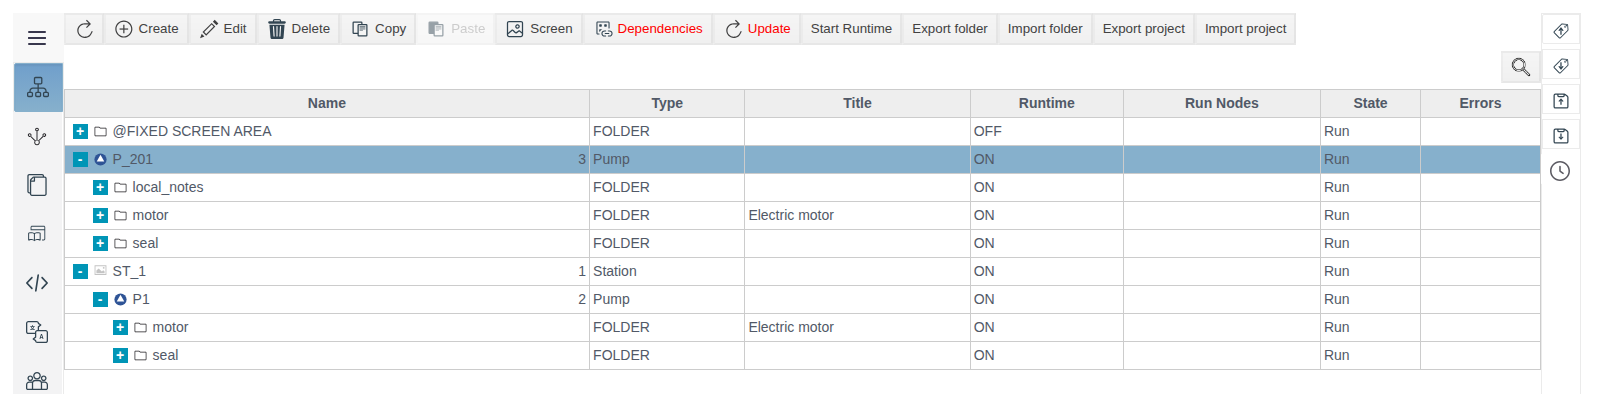 Create Edit Delete Copy Paste Screen Dependencies Update Start Runtime Export folder Import folder Export project Import project
Name Type Title Runtime Run Nodes State Errors
+ @FIXED SCREEN AREA FOLDER OFF Run
- P_201 3 Pump ON Run
+ local_notes FOLDER ON Run
+ motor FOLDER Electric motor ON Run
+ seal FOLDER ON Run
- ST_1 1 Station ON Run
- P1 2 Pump ON Run
+ motor FOLDER Electric motor ON Run
+ seal FOLDER ON Run